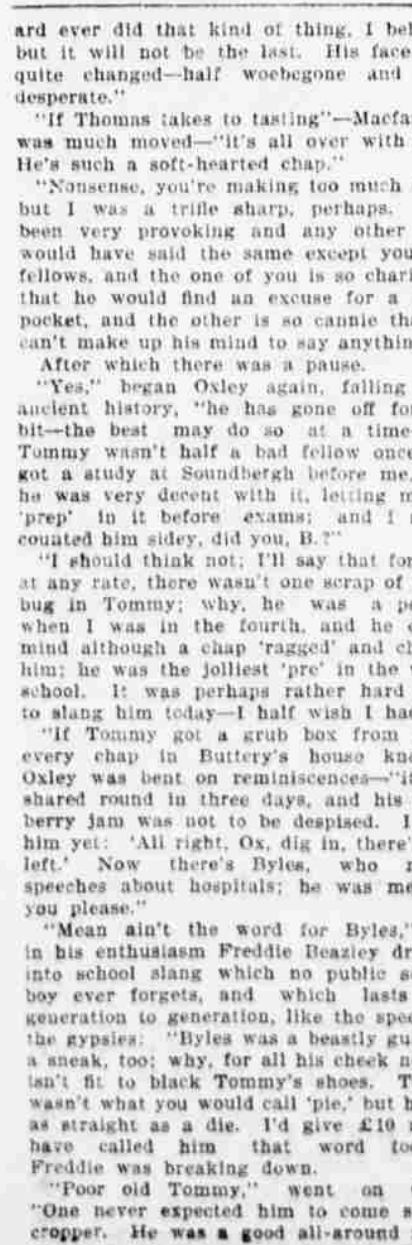 ard ever did that kind of thing, I bel
but it will not be the last. His face
quite changed—half woebegone and
desperate."
"If Thomas takes to tasting"—Macfa
was much moved—"it's all over with
He's such a soft-hearted chap."
"Nonsense, you're making too much
but I was a trifle sharp, perhaps.
been very provoking and any other
would have said the same except you
fellows, and the one of you is so chari
that he would find an excuse for a
pocket, and the other is so cannie tha
can't make up his mind to say anythin
After which there was a pause.
"Yes," began Oxley again, falling
ancient history, "he has gone off for
bit—the best may do so at a time
Tommy wasn't half a bad fellow once
got a study at Soundbergh before me,
he was very decent with it, letting m
'prep' in it before exams; and I
counted him sidey, did you, B.?"
"I should think not; I'll say that for
at any rate, there wasn't one scrap of
bug in Tommy; why, he was a pe
when I was in the fourth, and he
mind although a chap 'ragged' and ch
him; he was the jolliest 'pre' in the
school. It was perhaps rather hard
to slang him today—I half wish I had
"If Tommy got a grub box from
every chap in Buttery's house kne
Oxley was bent on reminiscences—"it
shared round in three days, and his
berry jam was not to be despised. I
him yet: 'All right, Ox, dig in, there'
left.' Now there's Byles, who
speeches about hospitals; he was me
you please."
"Mean ain't the word for Byles,"
in his enthusiasm Freddie Beazley dr
into school slang which no public s
boy ever forgets, and which lasts
generation to generation, like the spee
the gypsies: "Byles was a beastly gu
a sneak, too; why, for all his cheek n
isn't fit to black Tommy's shoes. T
wasn't what you would call 'pie,' but h
as straight as a die. I'd give £10
have called him that word to
Freddie was breaking down.
"Poor old Tommy," went on
"One never expected him to come s
cropper. He was a good all-around